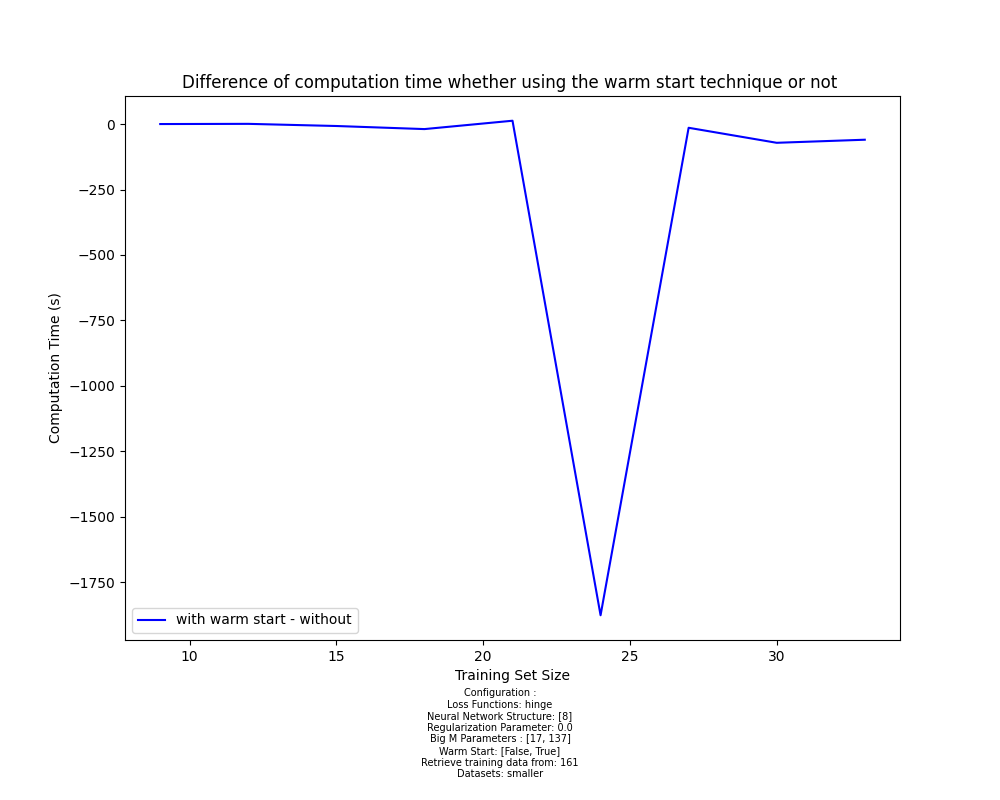 Difference of computation time whether using the warm start technique or not
0
−250
−500
−750
−1000
−1250
−1500
−1750
Computation Time (s)
with warm start - without
10 15 20 25 30
Training Set Size
Configuration :
Loss Functions: hinge
Neural Network Structure: [8]
Regularization Parameter: 0.0
Big M Parameters : [17, 137]
Warm Start: [False, True]
Retrieve training data from: 161
Datasets: smaller